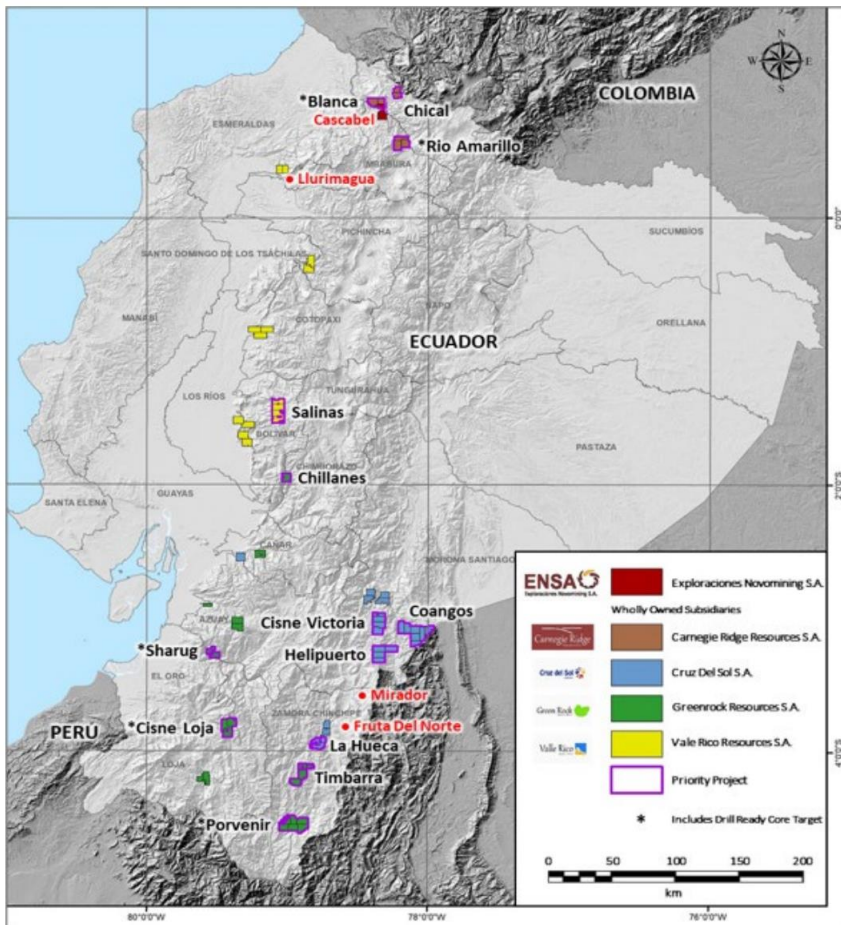 N
W E
S
COLOMBIA
*Blanca
Chical
Cascabel
ESMERALDAS
*Rio Amarillo
IMBABURA
Llurimagua
0°0'0"
PICHINCHA
SUCUMBÍOS
SANTO DOMINGO DE LOS TSÁCHILAS
NAPO
MANABÍ
COTOPAXI
ORELLANA
ECUADOR
TUNGURAHUA
LOS RÍOS
Salinas
BOLIVAR
PASTAZA
CHIMBORAZO
Chillanes
2°0'0"S
GUAYAS
SANTA ELENA
CAÑAR
MORONA SANTIAGO
Coangos
AZUAY
Cisne Victoria
*Sharug
Helipuerto
EL ORO
Mirador
ZAMORA CHINCHIPE
PERÚ
*Cisne Loja
Fruta Del Norte
La Hueca
4°0'0"S
LOJA
Timbarra
*Porvenir
80°0'0"W
78°0'0"W
76°0'0"W
ENSA
Exploraciones Novomining S.A.
Exploraciones Novomining S.A.
Wholly Owned Subsidiaries
Carnegie Ridge
Carnegie Ridge Resources S.A.
Cruz del Sol
Cruz Del Sol S.A.
Green Rock
Greenrock Resources S.A.
Valle Rico
Vale Rico Resources S.A.
Priority Project
* Includes Drill Ready Core Target
0 50 100 150 200
km